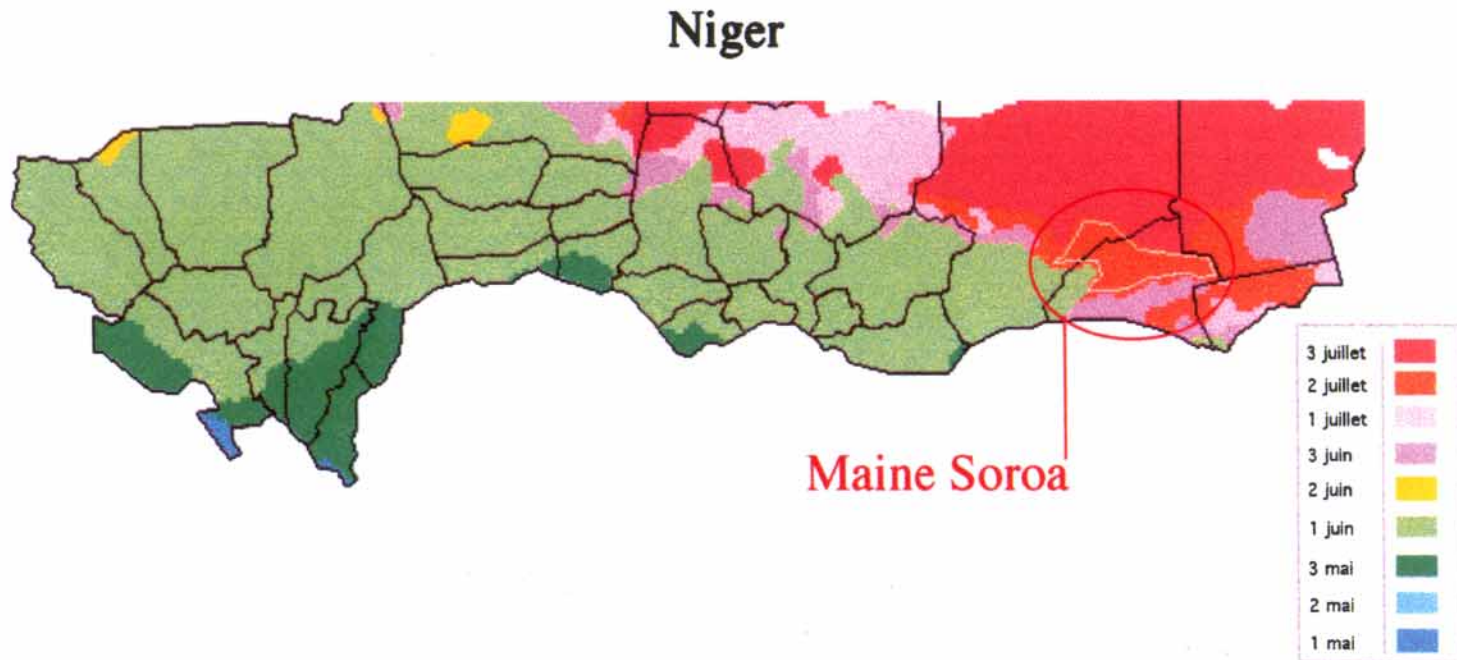 Niger
Maine Soroa
3 juillet
2 juillet
1 juillet
3 juin
2 juin
1 juin
3 mai
2 mai
1 mai